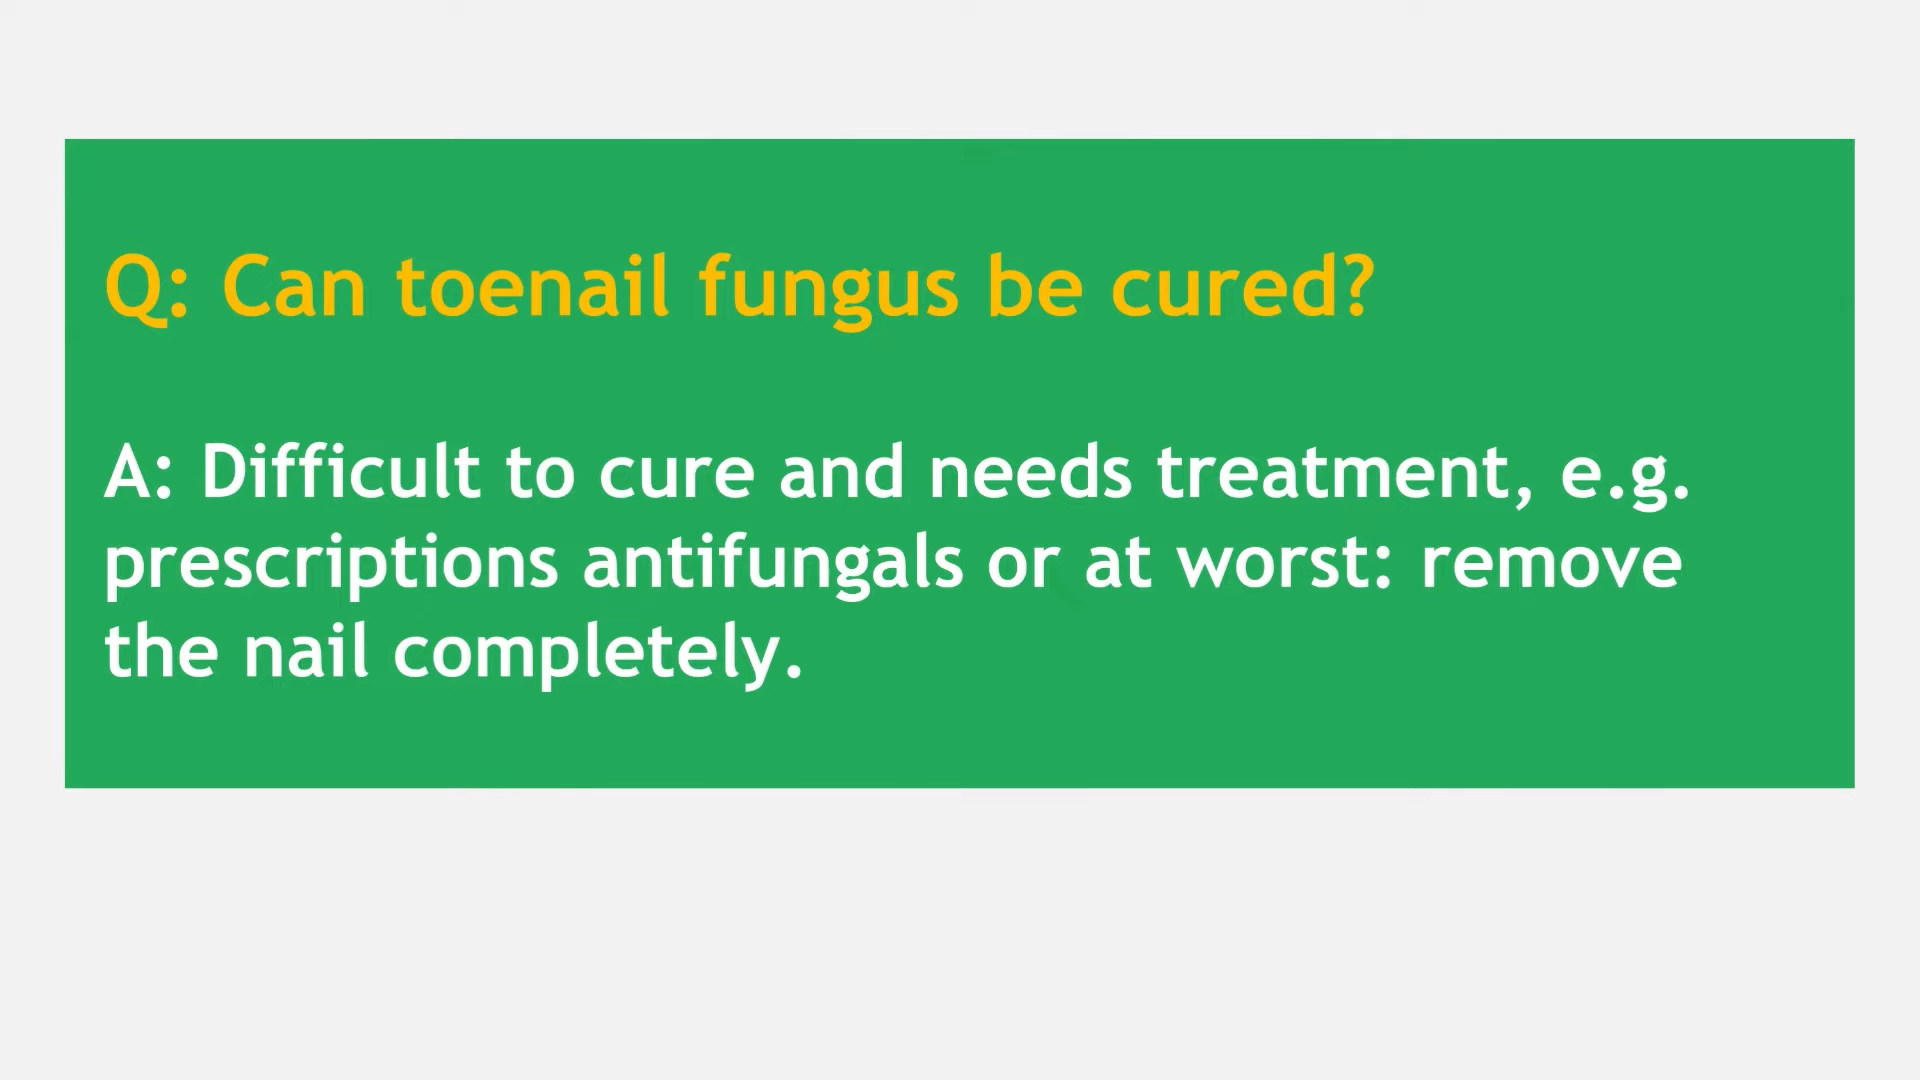 Q: Can toenail fungus be cured?
A: Difficult to cure and needs treatment, e.g.
prescriptions antifungals or at worst: remove
the nail completely.